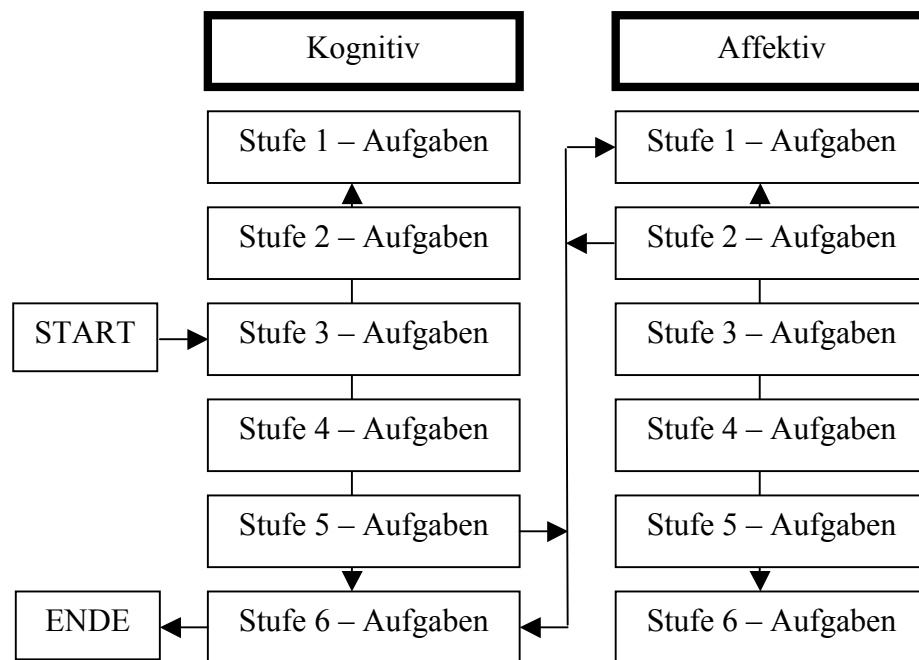 Kognitiv
Affektiv
Stufe 1 – Aufgaben
Stufe 1 – Aufgaben
Stufe 2 – Aufgaben
Stufe 2 – Aufgaben
START
Stufe 3 – Aufgaben
Stufe 3 – Aufgaben
Stufe 4 – Aufgaben
Stufe 4 – Aufgaben
Stufe 5 – Aufgaben
Stufe 5 – Aufgaben
ENDE
Stufe 6 – Aufgaben
Stufe 6 – Aufgaben